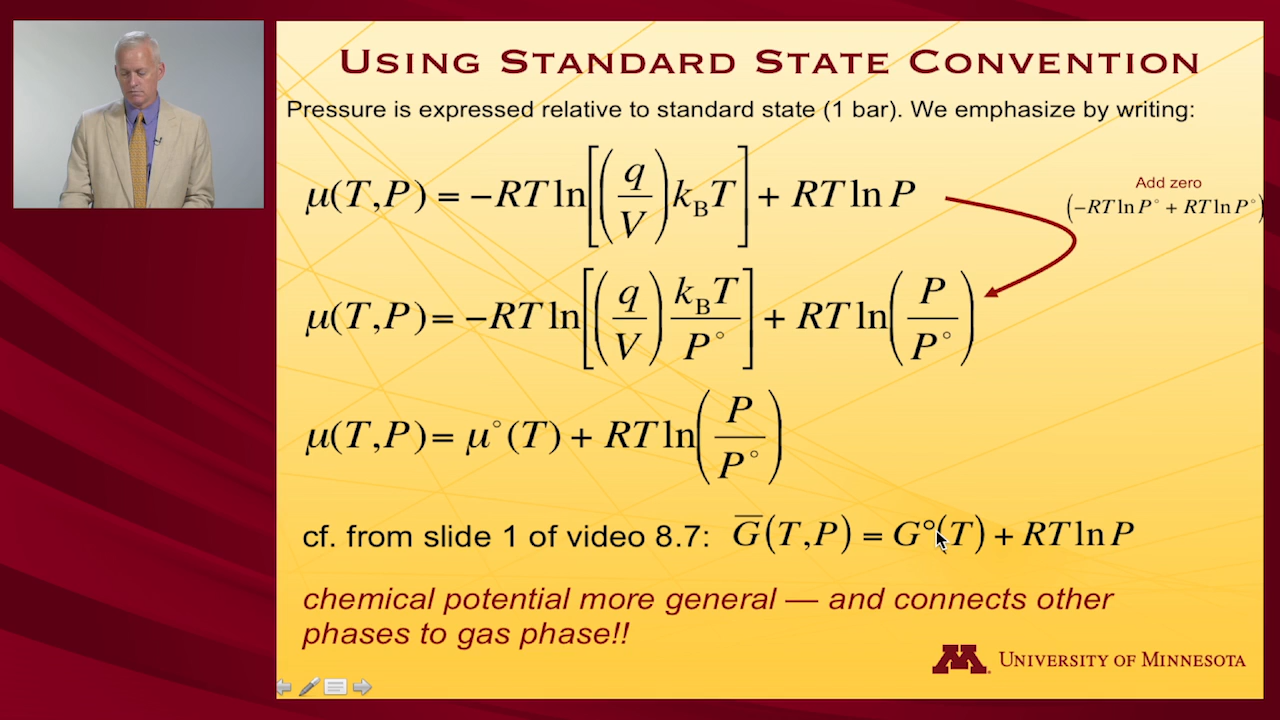 USING STANDARD STATE CONVENTION
Pressure is expressed relative to standard state (1 bar). We emphasize by writing:
μ(T,P) = −RT ln[(q/V) k_B T] + RT ln P
Add zero
(−RT ln P° + RT ln P°)
μ(T,P) = −RT ln[(q/V) k_B T/P°] + RT ln(P/P°)
μ(T,P) = μ°(T) + RT ln(P/P°)
cf. from slide 1 of video 8.7: G̅(T,P) = G°(T) + RT ln P
chemical potential more general — and connects other
phases to gas phase!!
M UNIVERSITY OF MINNESOTA